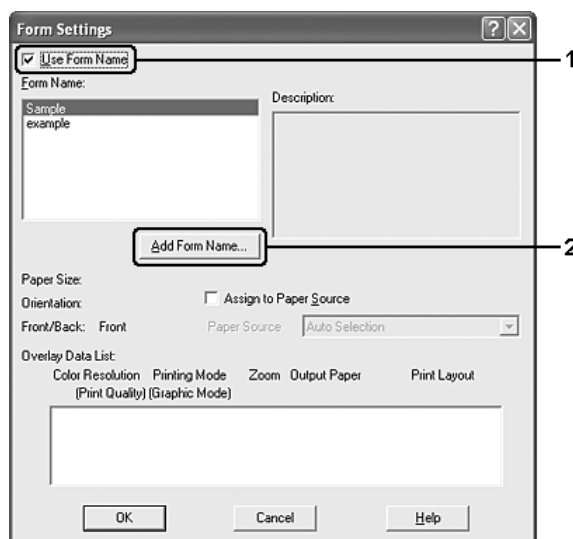 Form Settings
Use Form Name
1
Form Name:
Description:
Sample
example
Add Form Name...
2
Paper Size:
Orientation:
Assign to Paper Source
Front/Back: Front
Paper Source
Auto Selection
Overlay Data List:
Color Resolution Printing Mode Zoom Output Paper Print Layout
(Print Quality) (Graphic Mode)
OK
Cancel
Help